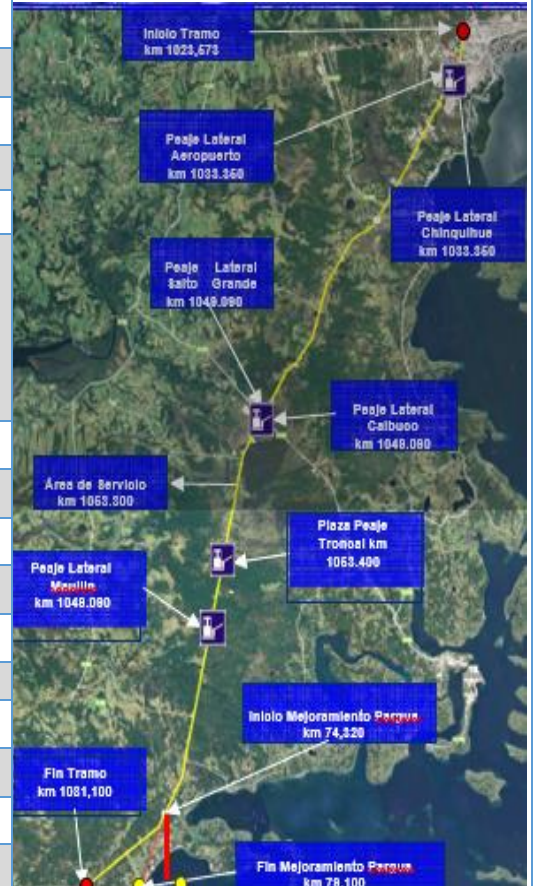 Inicio Tramo
km 1023,573
Peaje Lateral
Aeropuerto
km 1033.350
Peaje Lateral
Chinquihue
km 1033.350
Peaje Lateral
Salto Grande
km 1049.090
Peaje Lateral
Calbuco
km 1049.090
Área de Servicio
km 1053.300
Plaza Peaje
Troncal km
1053.400
Peaje Lateral
Maullín
km 1049.090
Inicio Mejoramiento Pargua
km 74,320
Fin Tramo
km 1081,100
Fin Mejoramiento Pargua
km 79,100